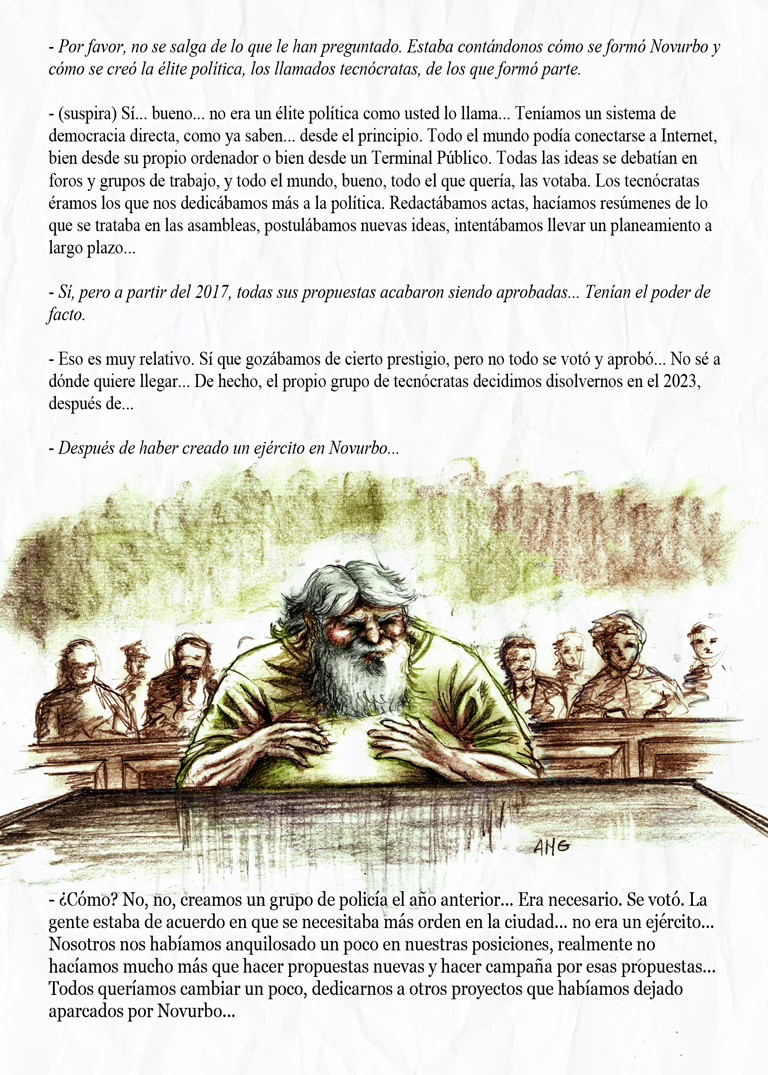 - Por favor, no se salga de lo que le han preguntado. Estaba contándonos cómo se formó Novurbo y
cómo se creó la élite política, los llamados tecnócratas, de los que formó parte.
- (suspira) Sí... bueno... no era un élite política como usted lo llama... Teníamos un sistema de
democracia directa, como ya saben... desde el principio. Todo el mundo podía conectarse a Internet,
bien desde su propio ordenador o bien desde un Terminal Público. Todas las ideas se debatían en
foros y grupos de trabajo, y todo el mundo, bueno, todo el que quería, las votaba. Los tecnócratas
éramos los que nos dedicábamos más a la política. Redactábamos actas, hacíamos resúmenes de lo
que se trataba en las asambleas, postulábamos nuevas ideas, intentábamos llevar un planeamiento a
largo plazo...
- Sí, pero a partir del 2017, todas sus propuestas acabaron siendo aprobadas... Tenían el poder de
facto.
- Eso es muy relativo. Sí que gozábamos de cierto prestigio, pero no todo se votó y aprobó... No sé a
dónde quiere llegar... De hecho, el propio grupo de tecnócratas decidimos disolvernos en el 2023,
después de...
- Después de haber creado un ejército en Novurbo...
AMG
- ¿Cómo? No, no, creamos un grupo de policía el año anterior... Era necesario. Se votó. La
gente estaba de acuerdo en que se necesitaba más orden en la ciudad... no era un ejército...
Nosotros nos habíamos anquilosado un poco en nuestras posiciones, realmente no
hacíamos mucho más que hacer propuestas nuevas y hacer campaña por esas propuestas...
Todos queríamos cambiar un poco, dedicarnos a otros proyectos que habíamos dejado
aparcados por Novurbo...